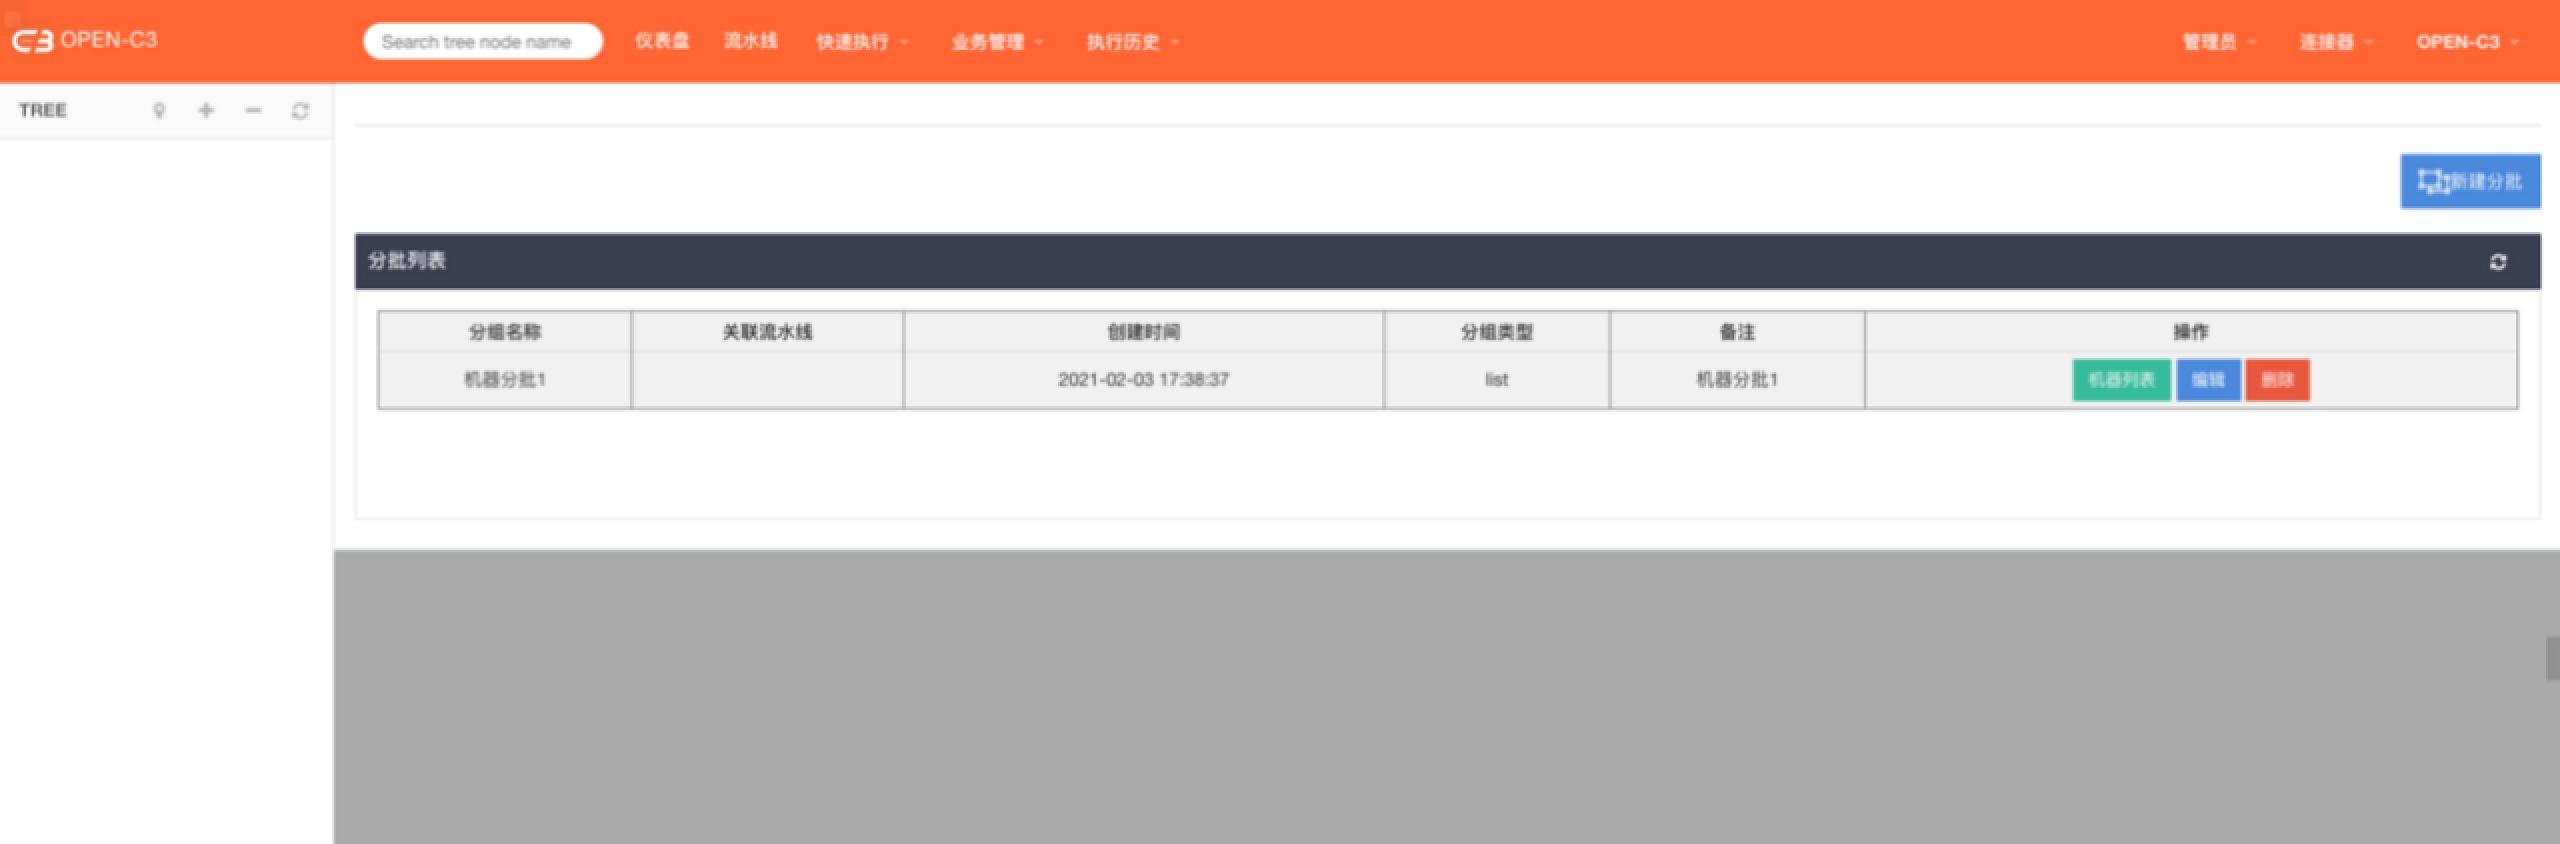 OPEN-C3 Search tree node name 仪表盘 流水线 快速执行 业务管理 执行历史 管理员 连接器 OPEN-C3
TREE
新建分批
分批列表
分组名称 关联流水线 创建时间 分组类型 备注 操作
机器分批1 2021-02-03 17:38:37 list 机器分批1 机器列表 编辑 删除